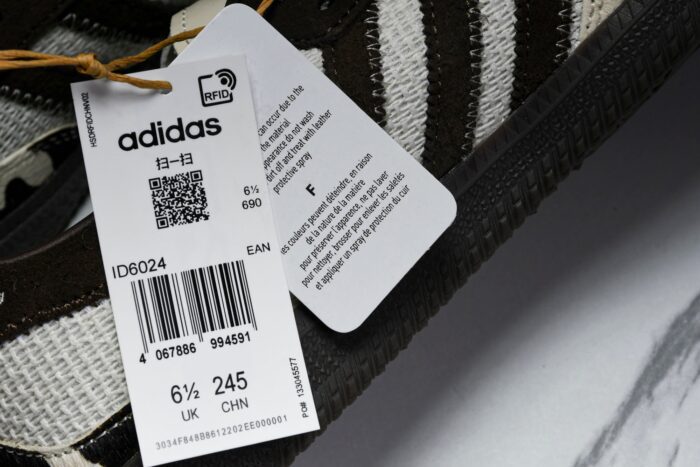 HSDRFIDCHNV02
RFID
adidas
扫一扫
6½
690
EAN
ID6024
4 067886 994591
6½ 245
UK CHN
PO# 133045577
3034F848B8612202EE000001
can occur due to the
the material.
appearance do not wash
dirt off and treat with leather
protective spray
F
les couleurs peuvent déteindre, en raison
de la nature de la matière.
pour préserver l'apparence, ne pas laver
pour nettoyer, brosser pour enlever les saletés
et appliquer un spray de protection du cuir